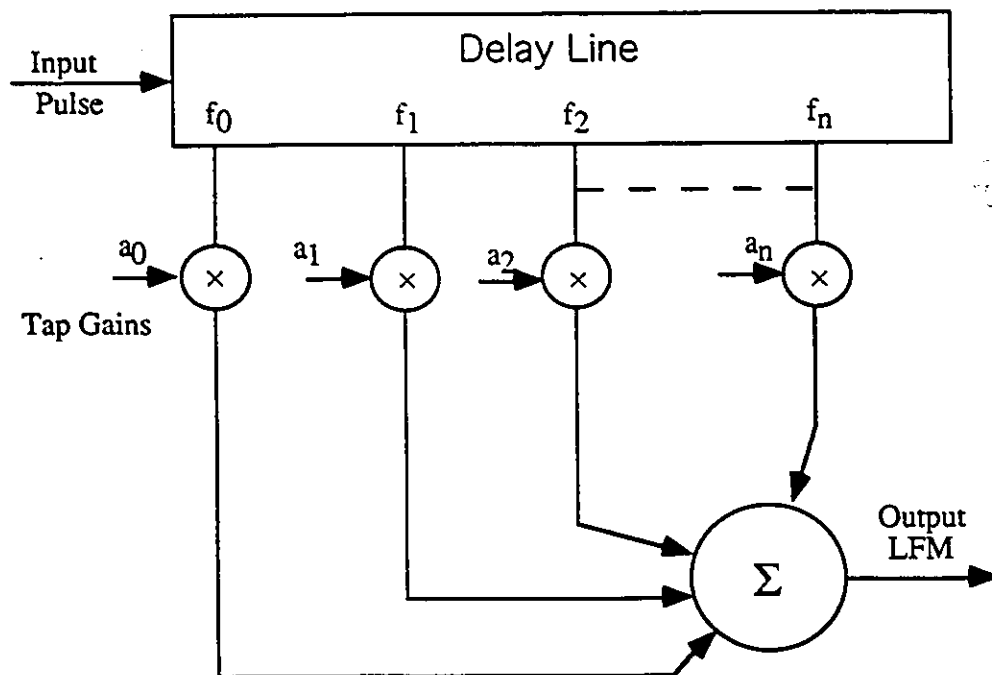 Delay Line
Input
Pulse
f0 f1 f2 fn
a0 a1 a2 an
× × × ×
Tap Gains
Output
LFM
Σ